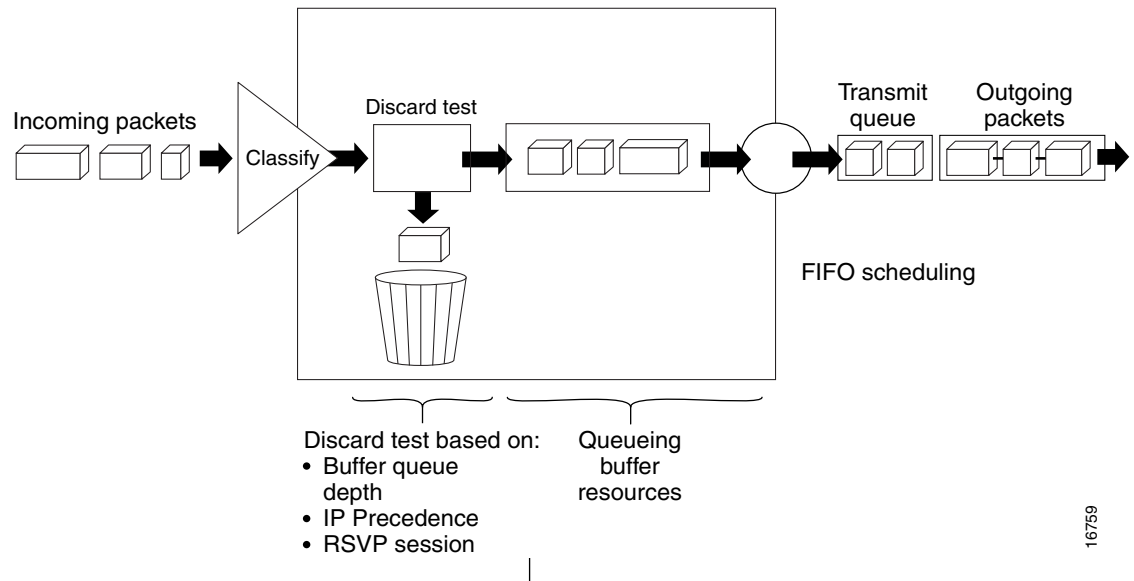 Incoming packets
Classify
Discard test
Transmit
queue
Outgoing
packets
FIFO scheduling
Discard test based on:
• Buffer queue
depth
• IP Precedence
• RSVP session
Queueing
buffer
resources
16759